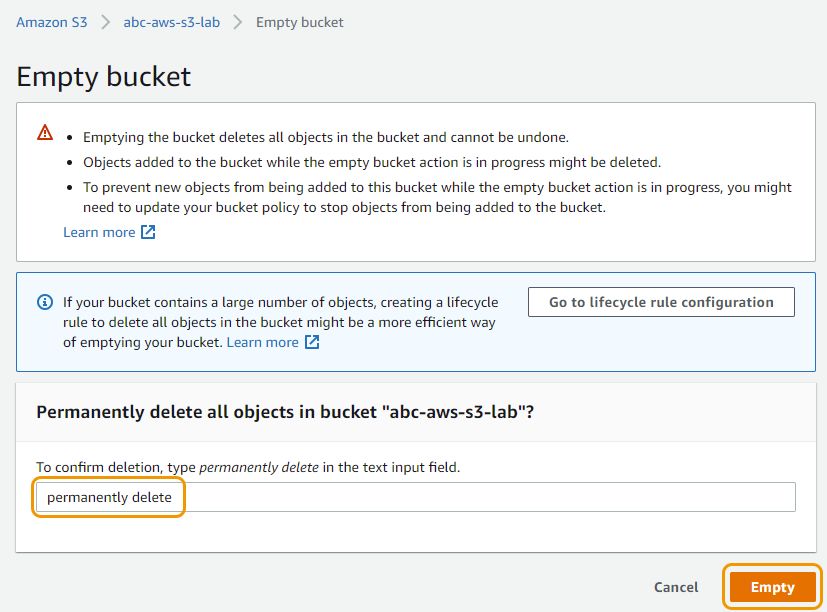 Amazon S3 > abc-aws-s3-lab > Empty bucket
Empty bucket
• Emptying the bucket deletes all objects in the bucket and cannot be undone.
• Objects added to the bucket while the empty bucket action is in progress might be deleted.
• To prevent new objects from being added to this bucket while the empty bucket action is in progress, you might
need to update your bucket policy to stop objects from being added to the bucket.
Learn more
If your bucket contains a large number of objects, creating a lifecycle
rule to delete all objects in the bucket might be a more efficient way
of emptying your bucket. Learn more
Go to lifecycle rule configuration
Permanently delete all objects in bucket "abc-aws-s3-lab"?
To confirm deletion, type permanently delete in the text input field.
permanently delete
Cancel
Empty